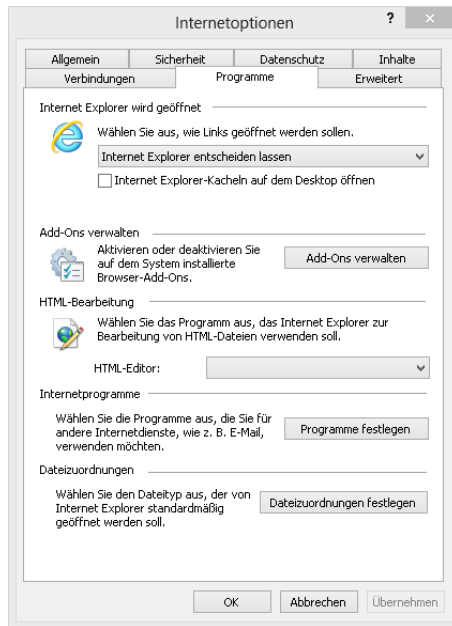 Internetoptionen
?
Allgemein Sicherheit Datenschutz Inhalte
Verbindungen Programme Erweitert
Internet Explorer wird geöffnet
Wählen Sie aus, wie Links geöffnet werden sollen.
Internet Explorer entscheiden lassen
Internet Explorer-Kacheln auf dem Desktop öffnen
Add-Ons verwalten
Aktivieren oder deaktivieren Sie
auf dem System installierte
Browser-Add-Ons.
Add-Ons verwalten
HTML-Bearbeitung
Wählen Sie das Programm aus, das Internet Explorer zur
Bearbeitung von HTML-Dateien verwenden soll.
HTML-Editor:
Internetprogramme
Wählen Sie die Programme aus, die Sie für
andere Internetdienste, wie z. B. E-Mail,
verwenden möchten.
Programme festlegen
Dateizuordnungen
Wählen Sie den Dateityp aus, der von
Internet Explorer standardmäßig
geöffnet werden soll.
Dateizuordnungen festlegen
OK Abbrechen Übernehmen